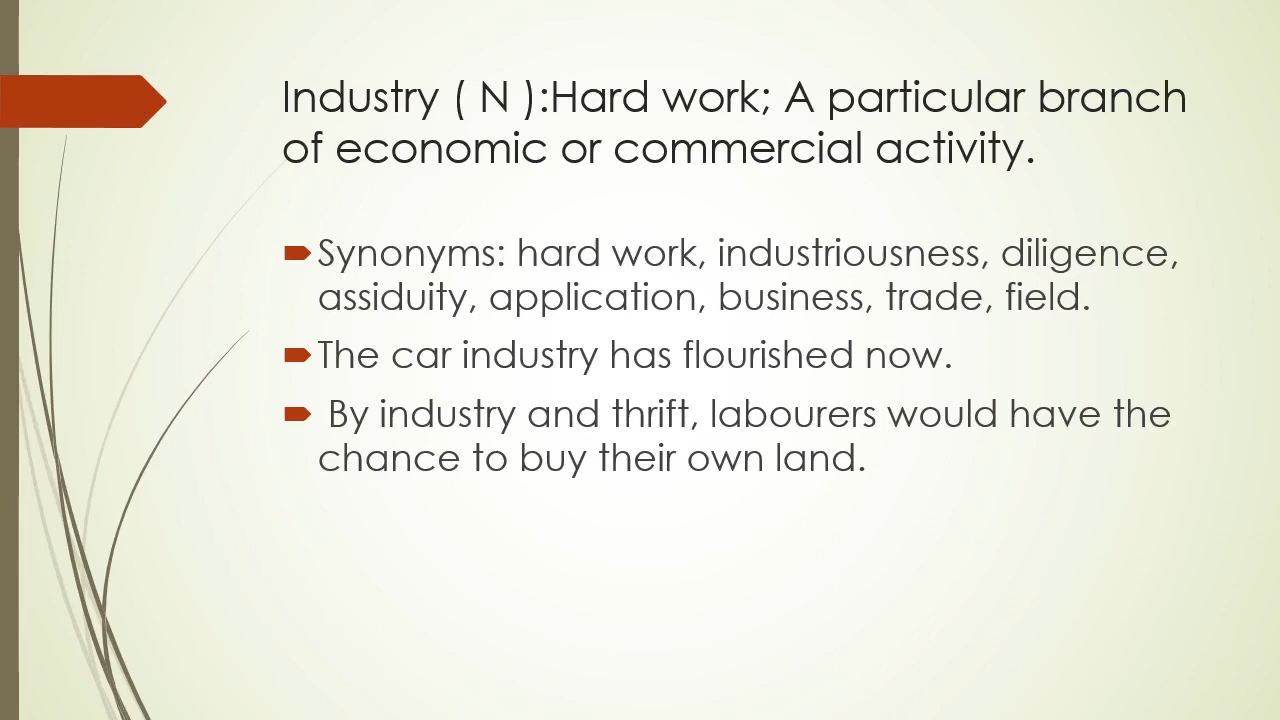 Industry ( N ):Hard work; A particular branch
of economic or commercial activity.
Synonyms: hard work, industriousness, diligence,
assiduity, application, business, trade, field.
The car industry has flourished now.
By industry and thrift, labourers would have the
chance to buy their own land.